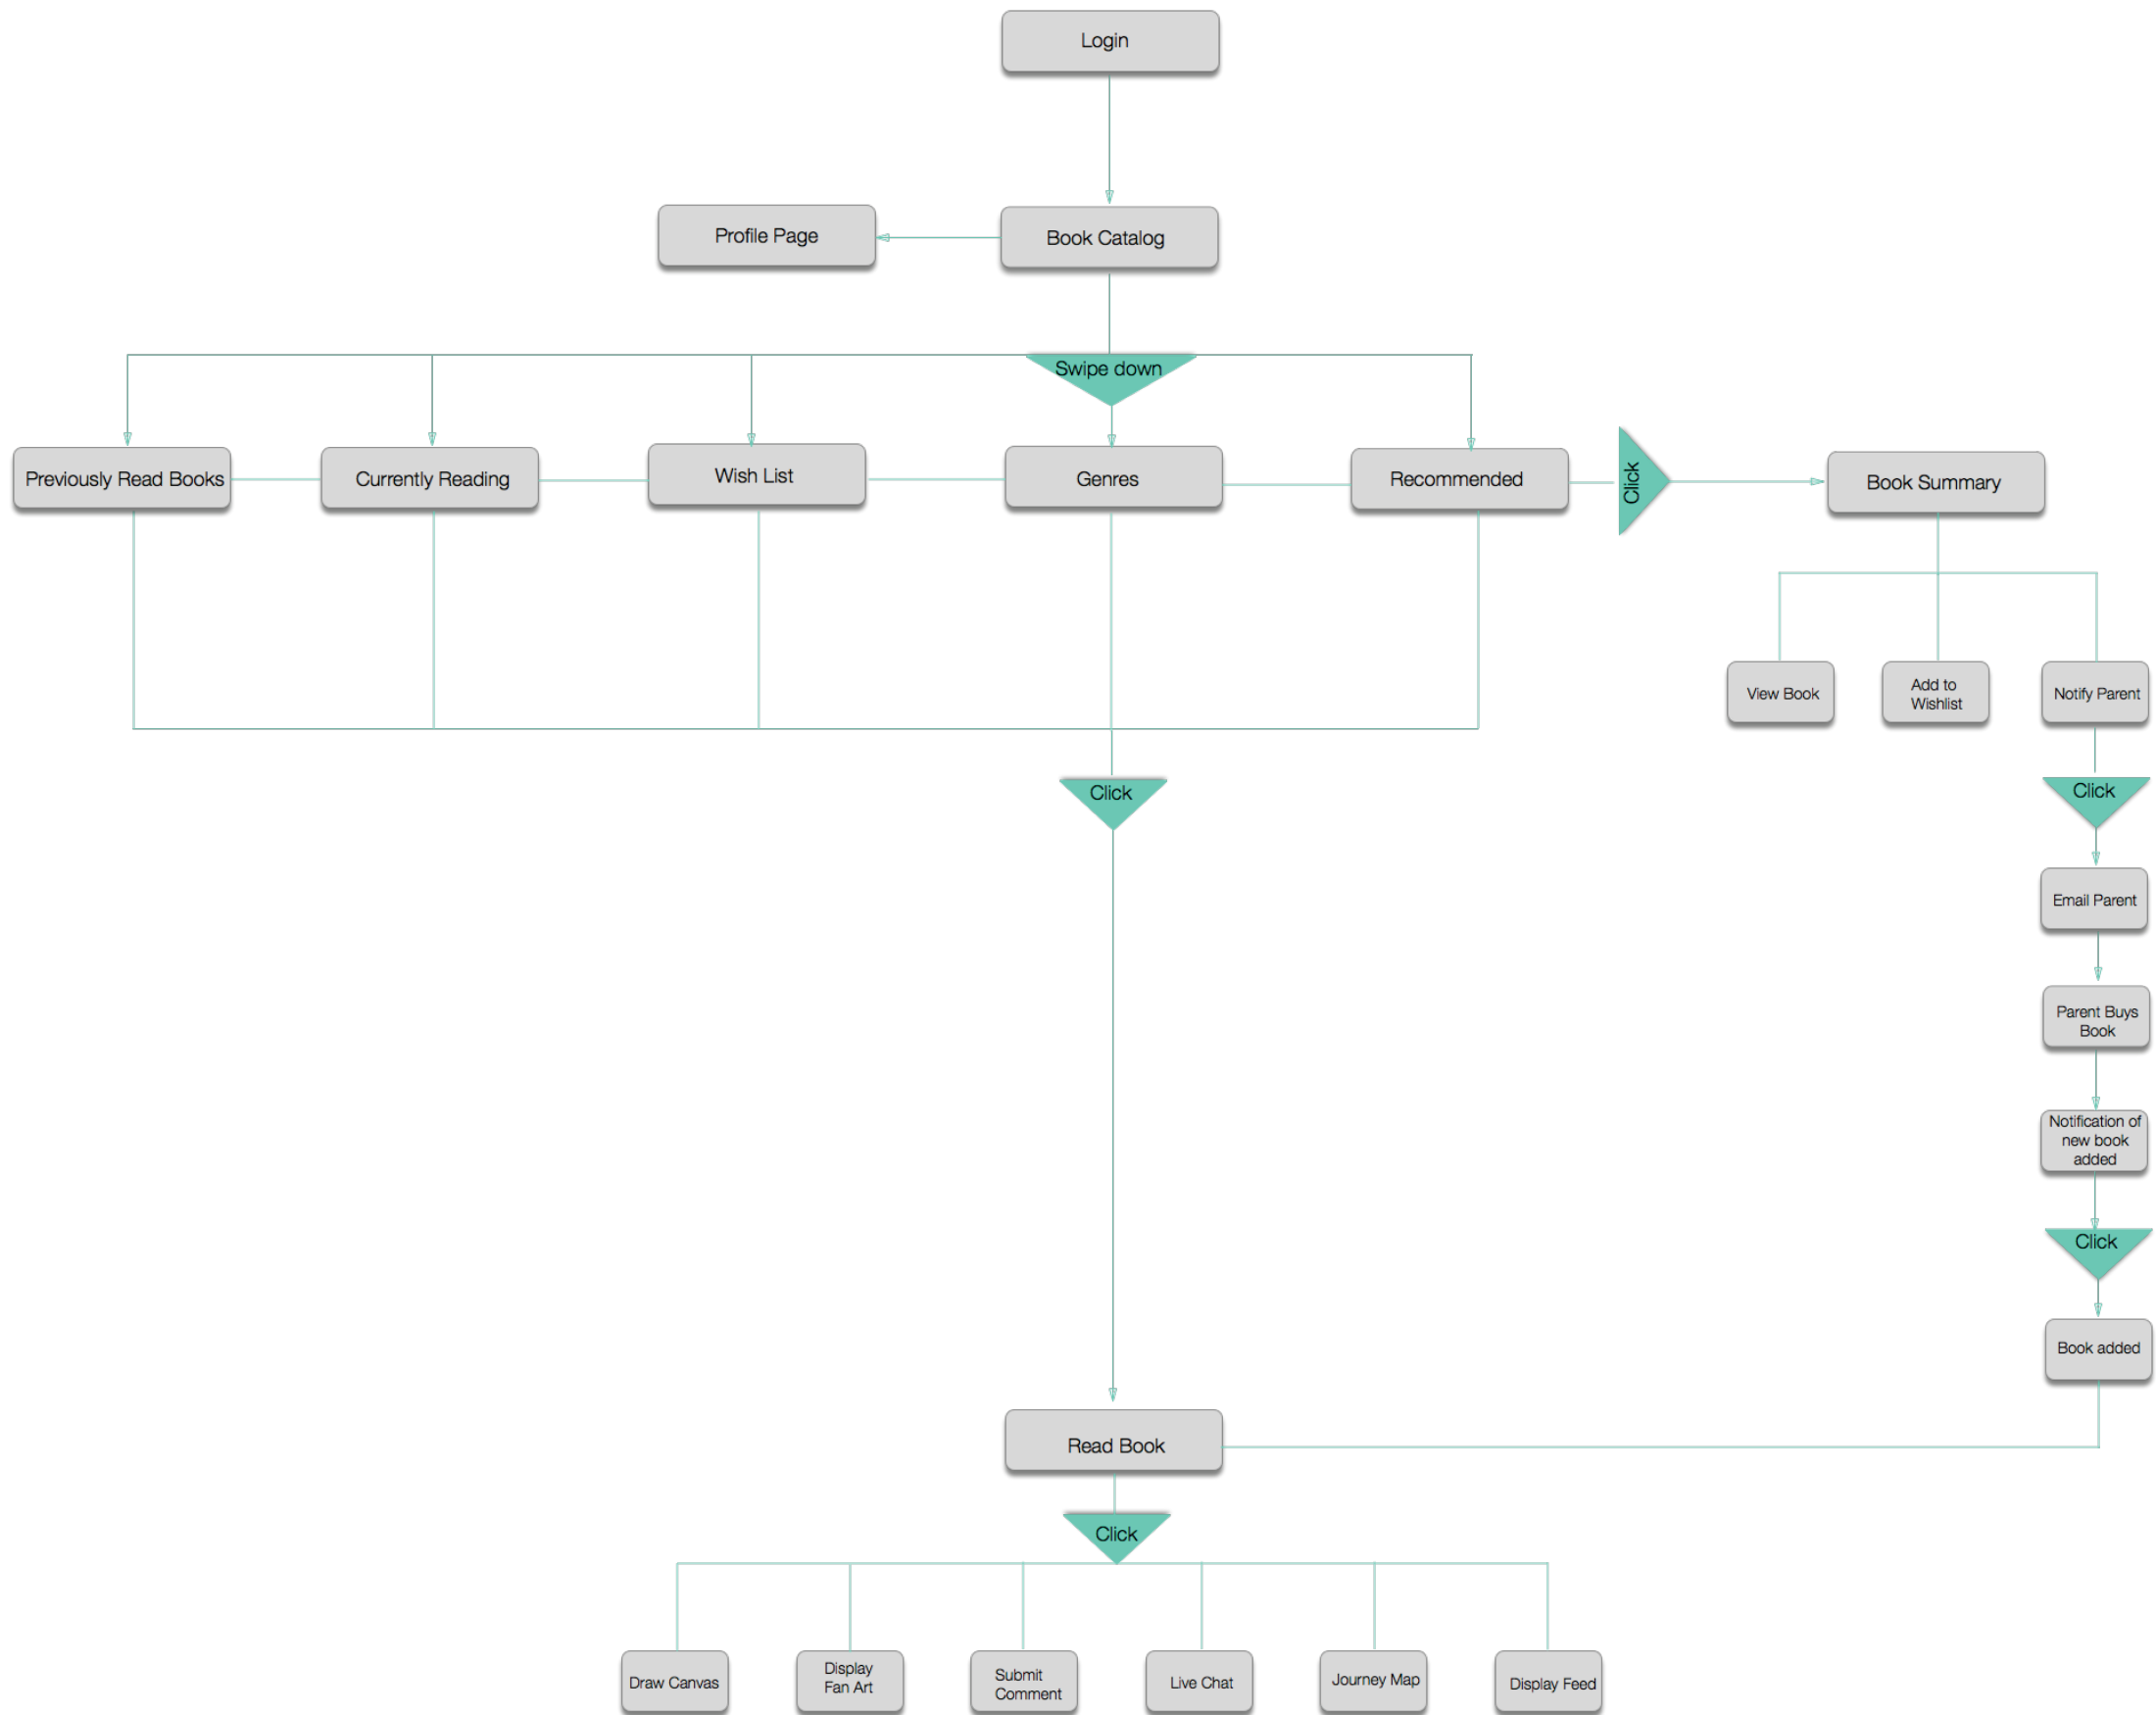 Login
Profile Page
Book Catalog
Swipe down
Previously Read Books
Currently Reading
Wish List
Genres
Recommended
Click
Book Summary
View Book
Add to
Wishlist
Notify Parent
Click
Click
Email Parent
Parent Buys
Book
Notification of
new book
added
Click
Book added
Read Book
Click
Draw Canvas
Display
Fan Art
Submit
Comment
Live Chat
Journey Map
Display Feed